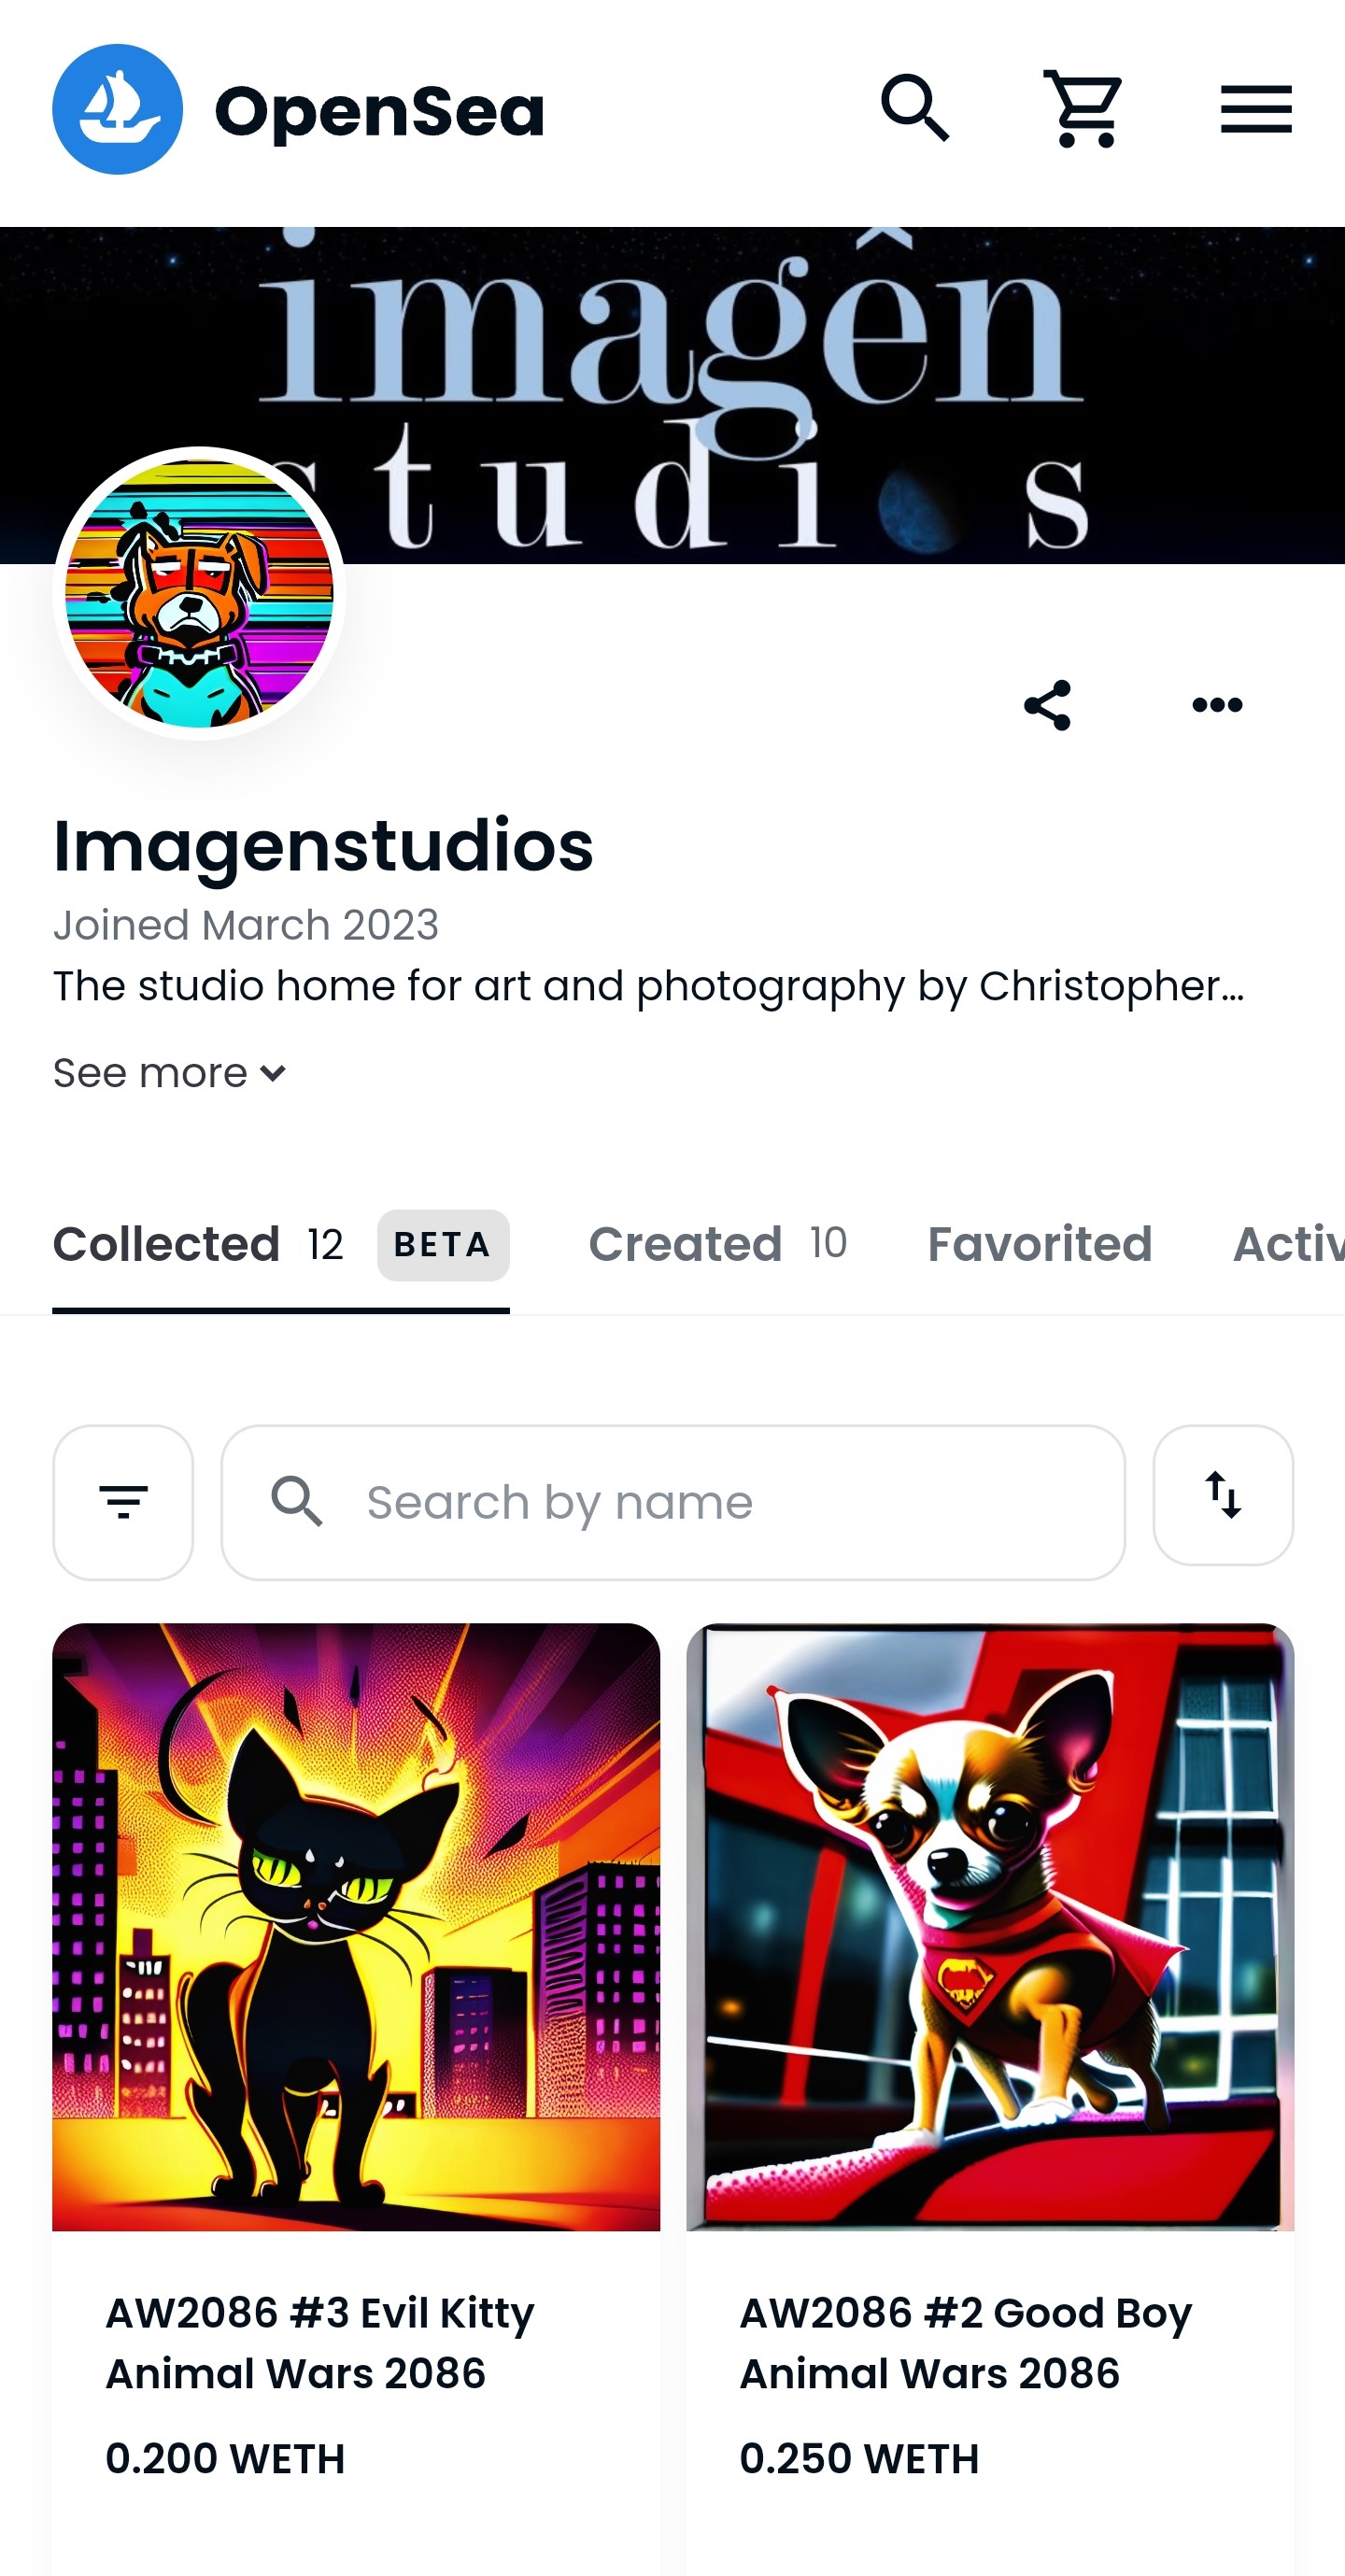 OpenSea
imagên
studios
Imagenstudios
Joined March 2023
The studio home for art and photography by Christopher...
See more
Collected 12 BETA Created 10 Favorited Activ
Search by name
AW2086 #3 Evil Kitty
Animal Wars 2086
0.200 WETH
AW2086 #2 Good Boy
Animal Wars 2086
0.250 WETH